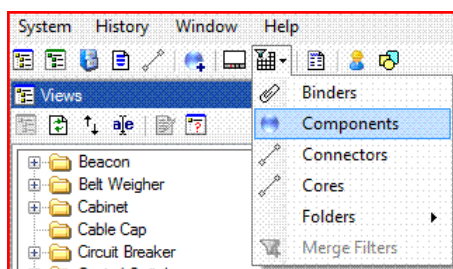 System History Window Help
Views
Binders
Components
Connectors
Cores
Folders
Merge Filters
Beacon
Belt Weigher
Cabinet
Cable Cap
Circuit Breaker